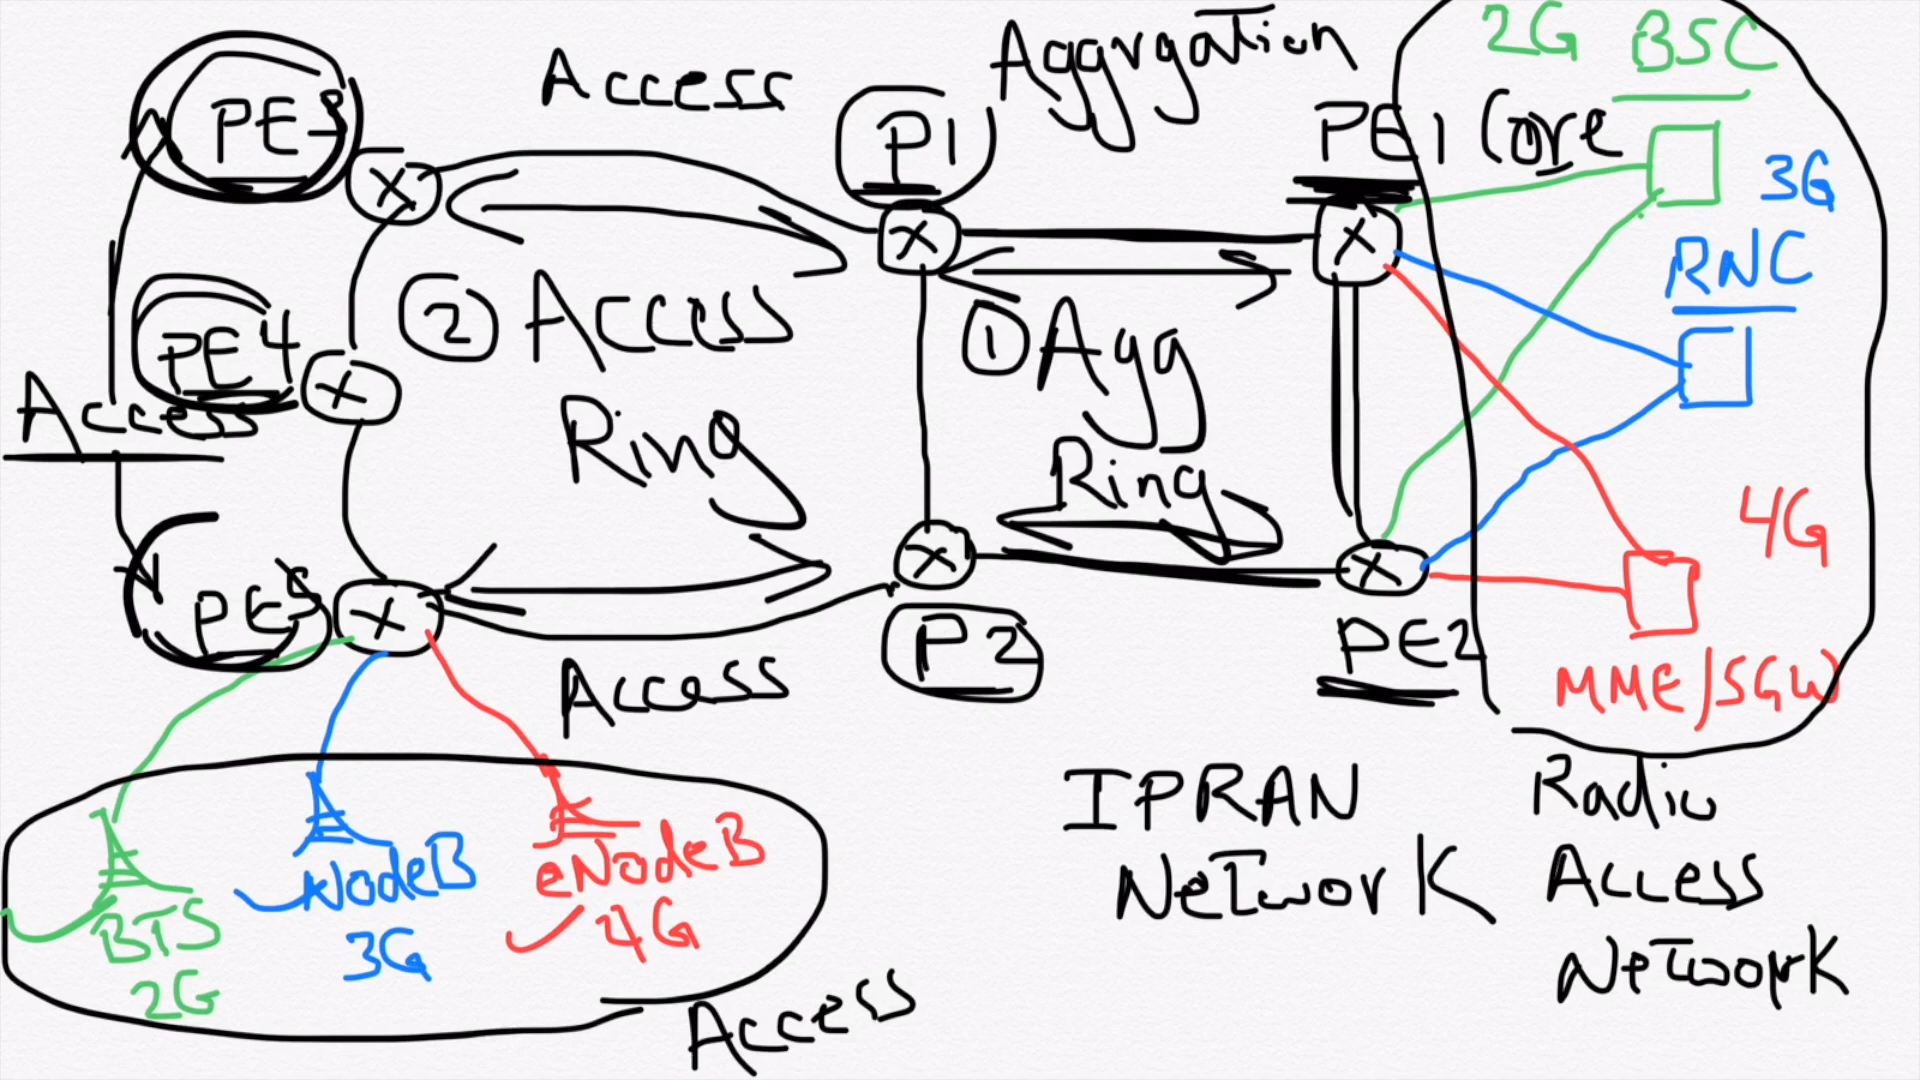 2G BSC
Access
Aggrgation
PE3
P1
PE1
Core
3G
RNC
② Access
Ring
① Agg
Ring
PE4
Access
4G
PE5
P2
PE2
MME/SGW
Access
IPRAN
Network
Radio
Access
Network
BTS
2G
NodeB
3G
eNodeB
4G
Access